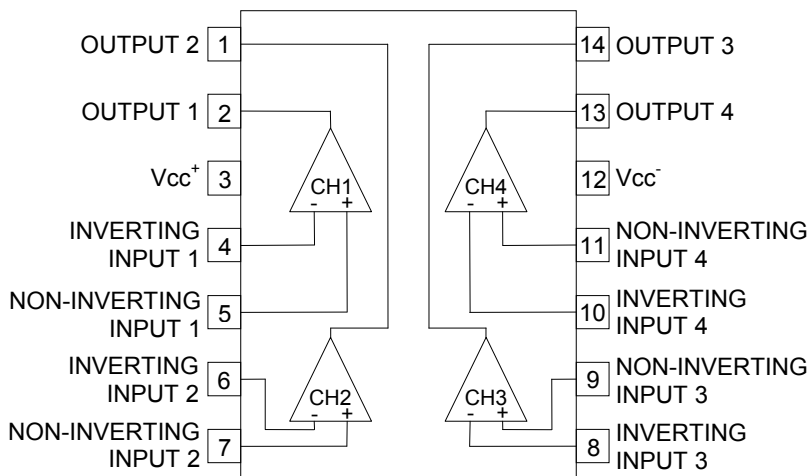 OUTPUT 2 1
14 OUTPUT 3
OUTPUT 1 2
13 OUTPUT 4
Vcc+ 3
12 Vcc-
CH1
- +
CH4
- +
INVERTING
INPUT 1
4
11
NON-INVERTING
INPUT 4
NON-INVERTING
INPUT 1
5
10
INVERTING
INPUT 4
INVERTING
INPUT 2
6
9
NON-INVERTING
INPUT 3
CH2
- +
CH3
- +
NON-INVERTING
INPUT 2
7
8
INVERTING
INPUT 3